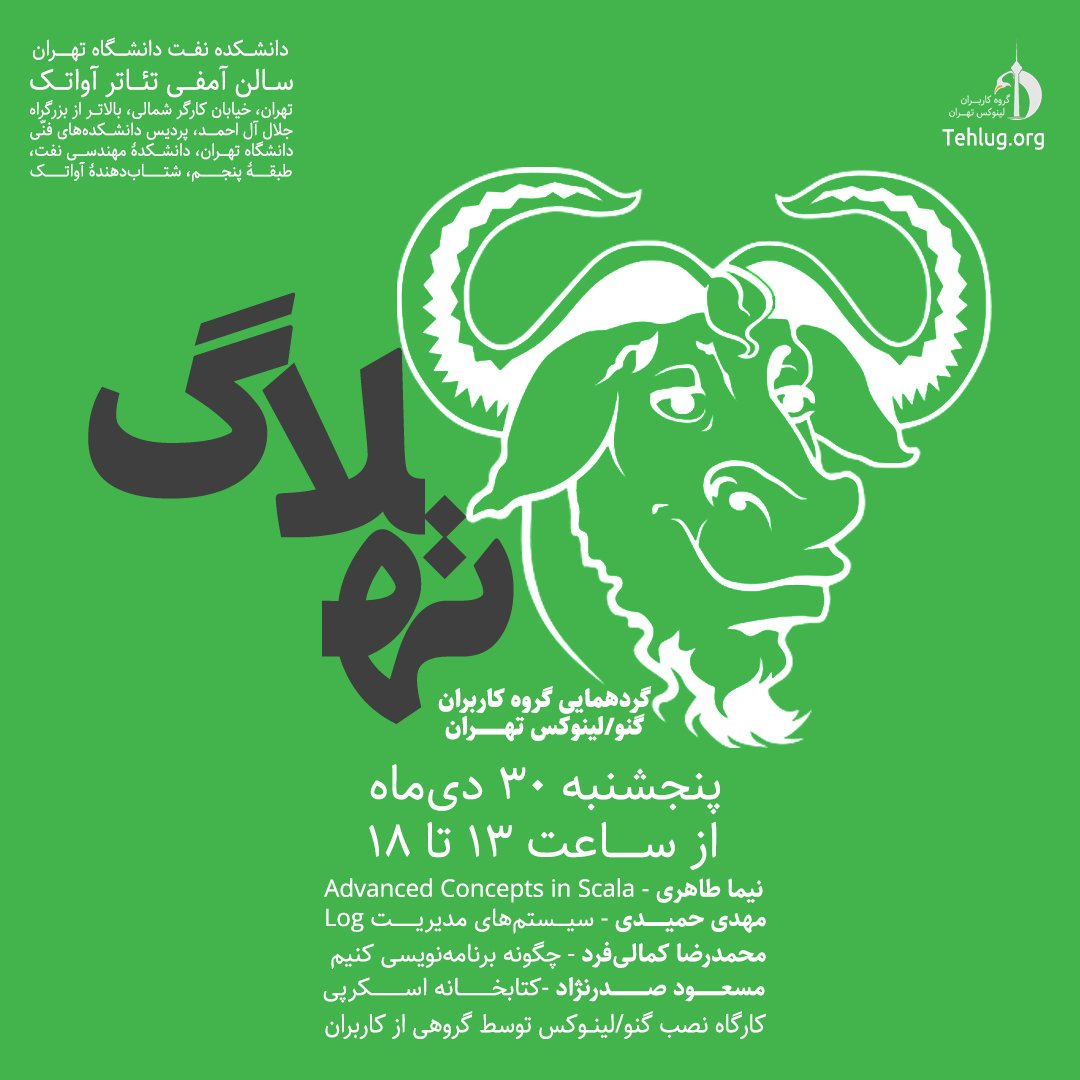 دانشکده نفت دانشگاه تهران
سالن آمفی تئاتر آواتک
تهران، خیابان کارگر شمالی، بالاتر از بزرگراه
جلال آل احمد، پردیس دانشکده‌های فنّی
دانشگاه تهران، دانشکدهٔ مهندسی نفت،
طبقهٔ پنجم، شتاب‌دهندهٔ آواتک
گروه کاربران
لینوکس تهران
Tehlug.org
تهلاگ
گردهمایی گروه کاربران
گنو/لینوکس تهران
پنجشنبه ۳۰ دی‌ماه
از ساعت ۱۳ تا ۱۸
نیما طاهری - Advanced Concepts in Scala
مهدی حمیدی - سیستم‌های مدیریت Log
محمدرضا کمالی‌فرد - چگونه برنامه‌نویسی کنیم
مسعود صدرنژاد -کتابخانه اسکرپی
کارگاه نصب گنو/لینوکس توسط گروهی از کاربران